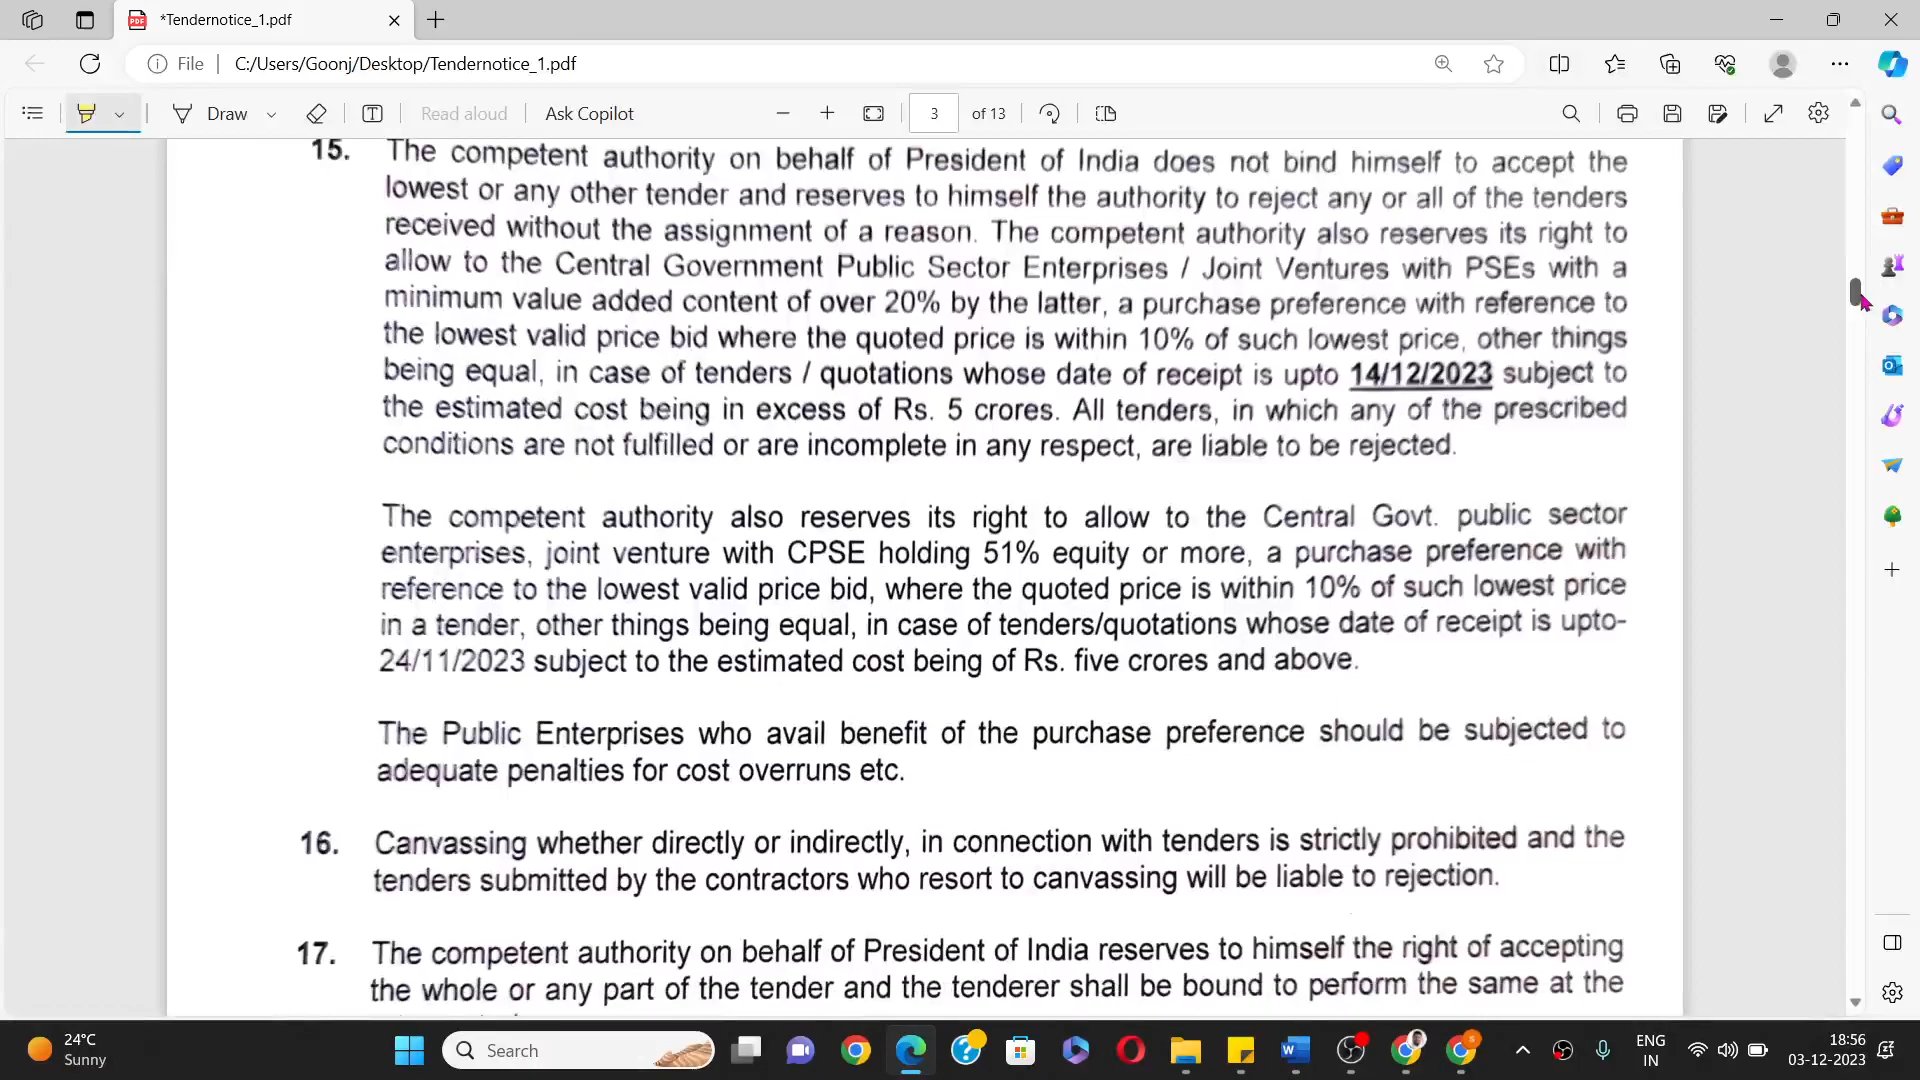 *Tendernotice_1.pdf
File
C:/Users/Goonj/Desktop/Tendernotice_1.pdf
Draw
Read aloud
Ask Copilot
3
of 13
15. The competent authority on behalf of President of India does not bind himself to accept the
lowest or any other tender and reserves to himself the authority to reject any or all of the tenders
received without the assignment of a reason. The competent authority also reserves its right to
allow to the Central Government Public Sector Enterprises / Joint Ventures with PSEs with a
minimum value added content of over 20% by the latter, a purchase preference with reference to
the lowest valid price bid where the quoted price is within 10% of such lowest price, other things
being equal, in case of tenders / quotations whose date of receipt is upto 14/12/2023 subject to
the estimated cost being in excess of Rs. 5 crores. All tenders, in which any of the prescribed
conditions are not fulfilled or are incomplete in any respect, are liable to be rejected.
The competent authority also reserves its right to allow to the Central Govt. public sector
enterprises, joint venture with CPSE holding 51% equity or more, a purchase preference with
reference to the lowest valid price bid, where the quoted price is within 10% of such lowest price
in a tender, other things being equal, in case of tenders/quotations whose date of receipt is upto-
24/11/2023 subject to the estimated cost being of Rs. five crores and above.
The Public Enterprises who avail benefit of the purchase preference should be subjected to
adequate penalties for cost overruns etc.
16. Canvassing whether directly or indirectly, in connection with tenders is strictly prohibited and the
tenders submitted by the contractors who resort to canvassing will be liable to rejection.
17. The competent authority on behalf of President of India reserves to himself the right of accepting
the whole or any part of the tender and the tenderer shall be bound to perform the same at the
24°C
Sunny
Search
ENG
IN
18:56
03-12-2023